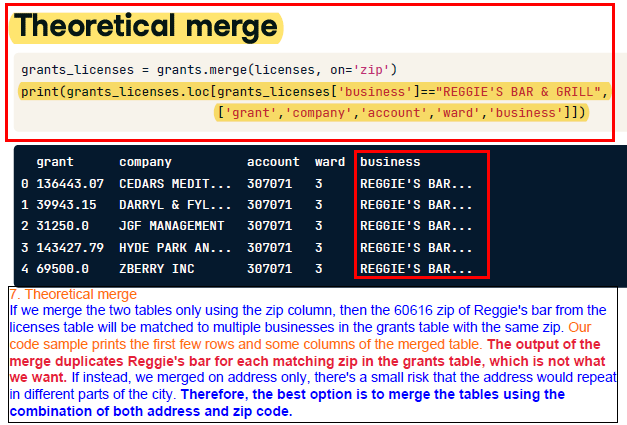 Theoretical merge
grants_licenses = grants.merge(licenses, on='zip')
print(grants_licenses.loc[grants_licenses['business']=="REGGIE'S BAR & GRILL",
['grant','company','account','ward','business']])
grant company account ward business
0 136443.07 CEDARS MEDIT... 307071 3 REGGIE'S BAR...
1 39943.15 DARRYL & FYL... 307071 3 REGGIE'S BAR...
2 31250.0 JGF MANAGEMENT 307071 3 REGGIE'S BAR...
3 143427.79 HYDE PARK AN... 307071 3 REGGIE'S BAR...
4 69500.0 ZBERRY INC 307071 3 REGGIE'S BAR...
7. Theoretical merge
If we merge the two tables only using the zip column, then the 60616 zip of Reggie's bar from the
licenses table will be matched to multiple businesses in the grants table with the same zip. Our
code sample prints the first few rows and some columns of the merged table. The output of the
merge duplicates Reggie's bar for each matching zip in the grants table, which is not what
we want. If instead, we merged on address only, there's a small risk that the address would repeat
in different parts of the city. Therefore, the best option is to merge the tables using the
combination of both address and zip code.